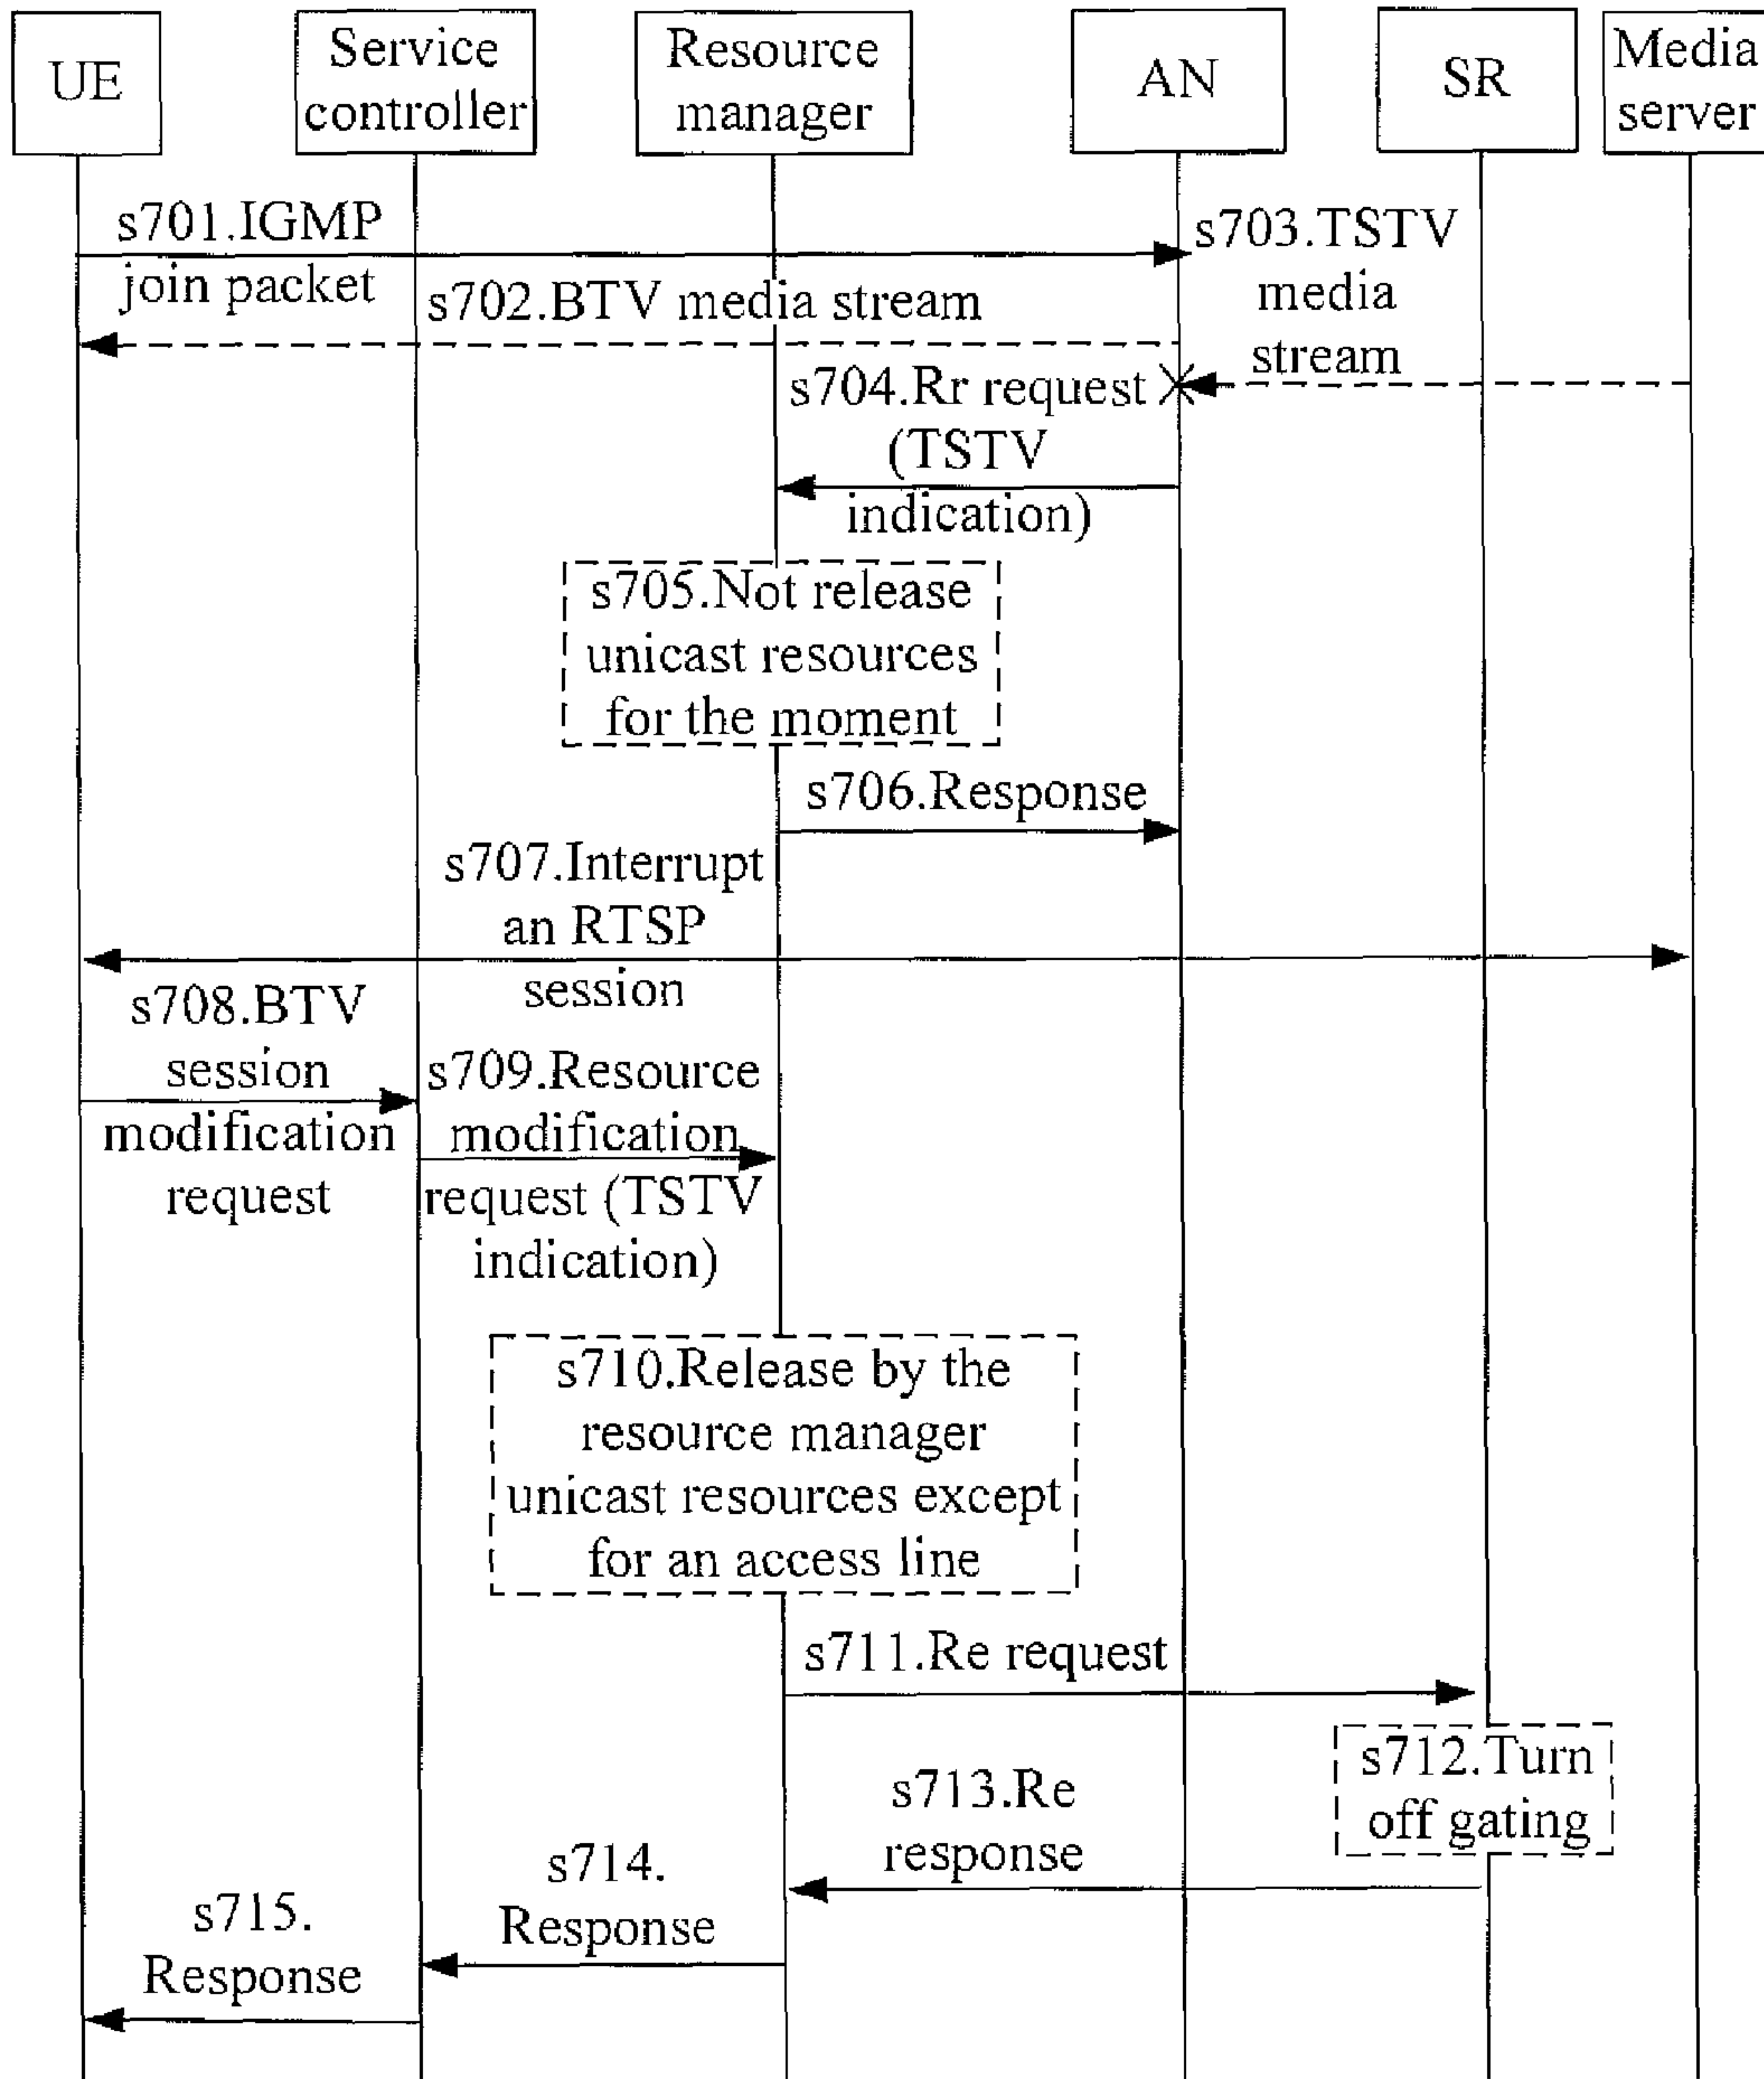 UE
Service
controller
Resource
manager
AN
SR
Media
server
s701.IGMP
join packet
s702.BTV media stream
s703.TSTV
media
stream
s704.Rr request
(TSTV
indication)
s705.Not release
unicast resources
for the moment
s706.Response
s707.Interrupt
an RTSP
session
s708.BTV
session
modification
request
s709.Resource
modification
request (TSTV
indication)
s710.Release by the
resource manager
unicast resources except
for an access line
s711.Re request
s712.Turn
off gating
s713.Re
response
s714.
Response
s715.
Response